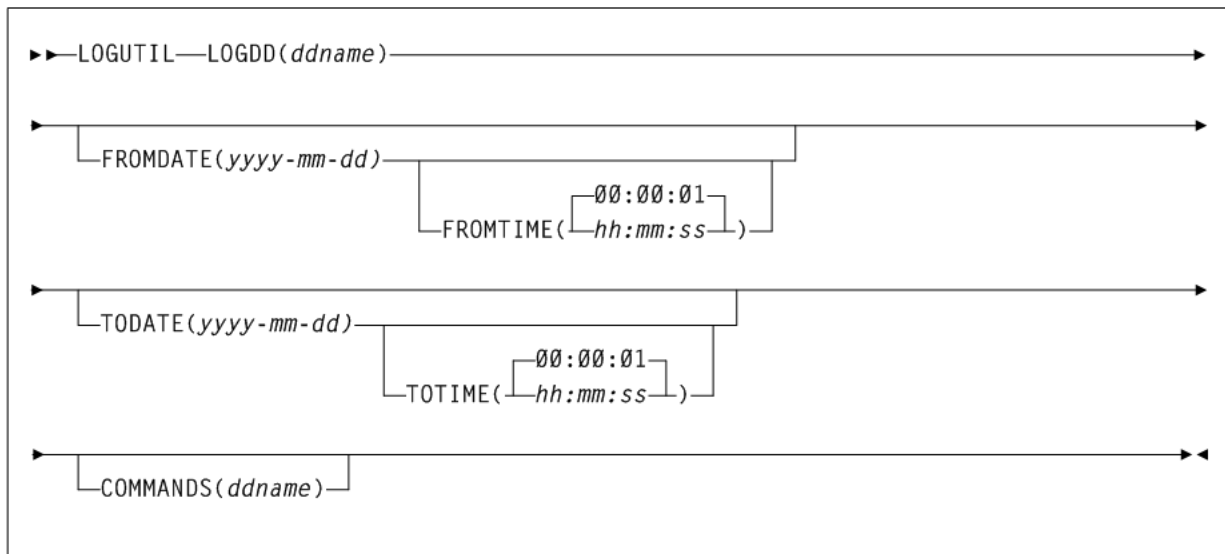 LOGUTIL LOGDD(ddname)
FROMDATE(yyyy-mm-dd)
00:00:01
FROMTIME( hh:mm:ss )
TODATE(yyyy-mm-dd)
00:00:01
TOTIME( hh:mm:ss )
COMMANDS(ddname)